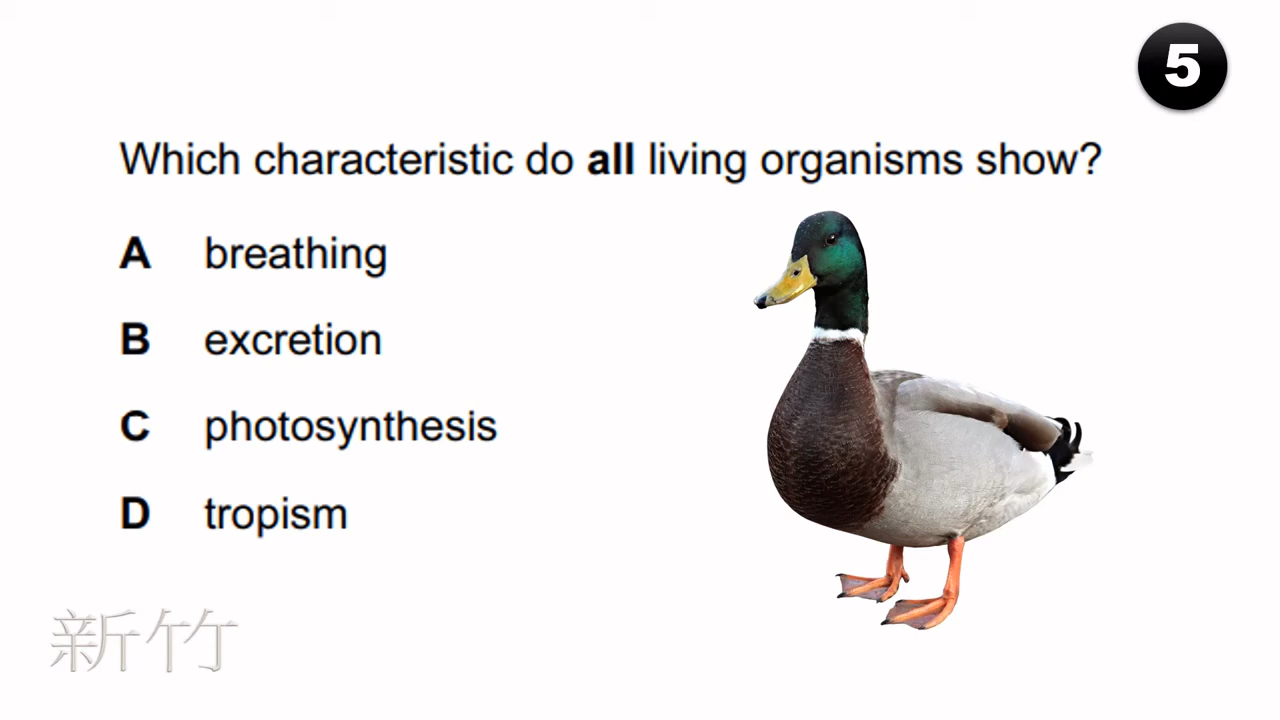 5
Which characteristic do all living organisms show?
A breathing
B excretion
C photosynthesis
D tropism
新竹